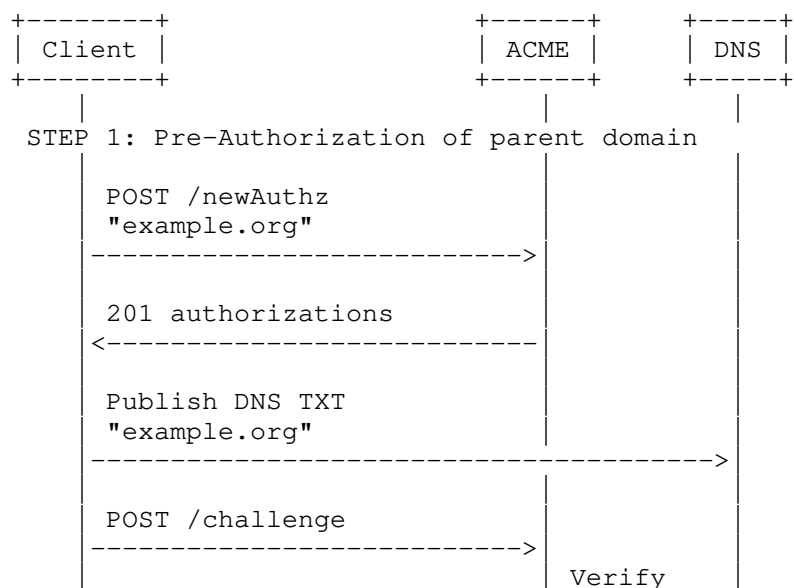 Client ACME DNS
STEP 1: Pre-Authorization of parent domain
POST /newAuthz
"example.org"
201 authorizations
Publish DNS TXT
"example.org"
POST /challenge
Verify